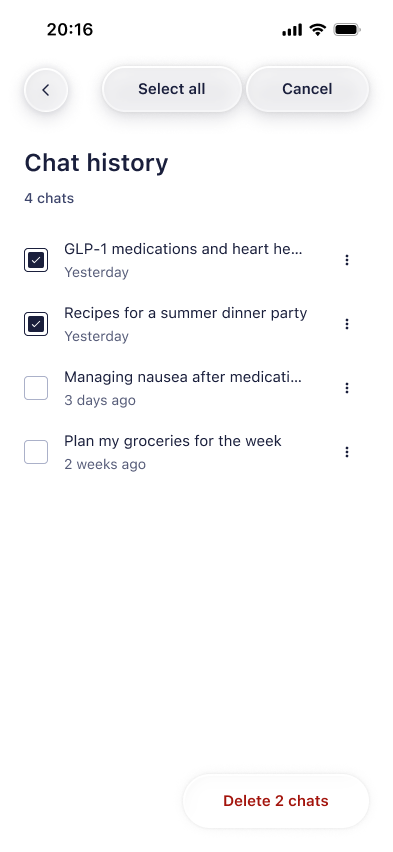 20:16
Select all
Cancel
Chat history
4 chats
GLP-1 medications and heart he...
Yesterday
Recipes for a summer dinner party
Yesterday
Managing nausea after medicati...
3 days ago
Plan my groceries for the week
2 weeks ago
Delete 2 chats